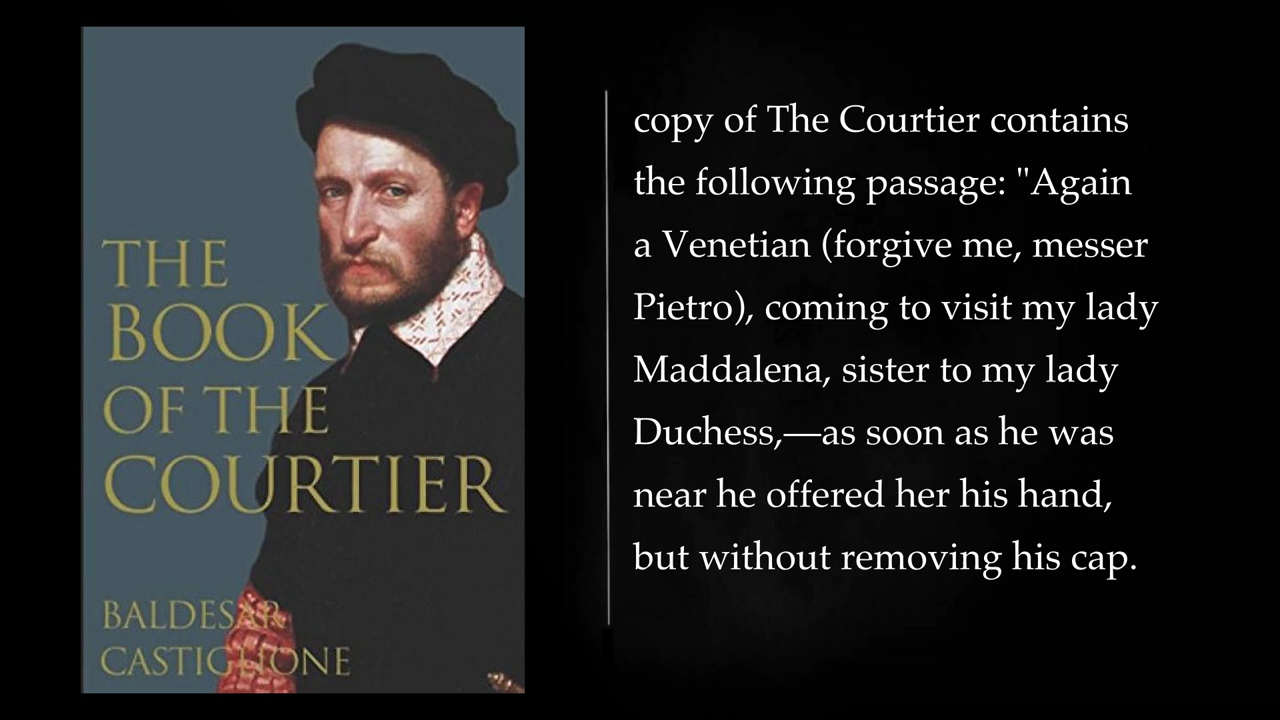 THE
BOOK
OF THE
COURTIER
BALDESAR
CASTIGLIONE
copy of The Courtier contains
the following passage: "Again
a Venetian (forgive me, messer
Pietro), coming to visit my lady
Maddalena, sister to my lady
Duchess,—as soon as he was
near he offered her his hand,
but without removing his cap.